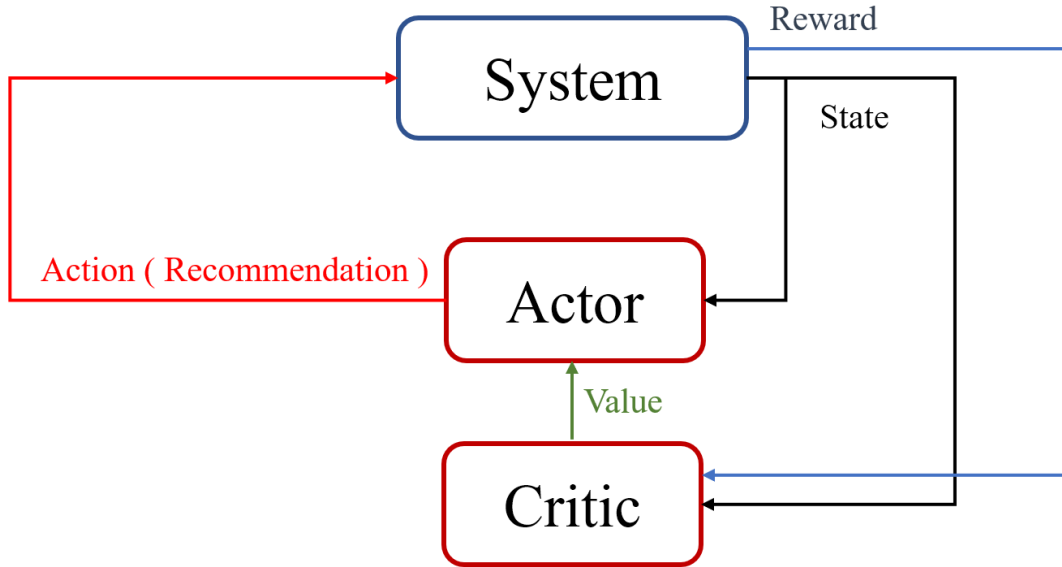 Reward
System
State
Action ( Recommendation )
Actor
Value
Critic